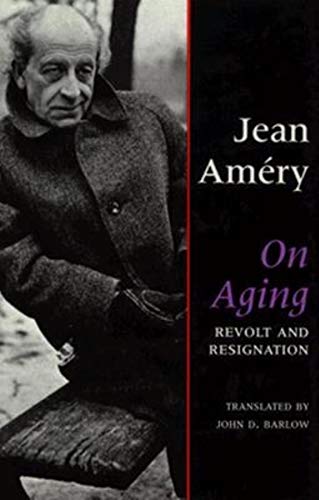 Jean
Améry
On
Aging
REVOLT AND
RESIGNATION
TRANSLATED BY
JOHN D. BARLOW